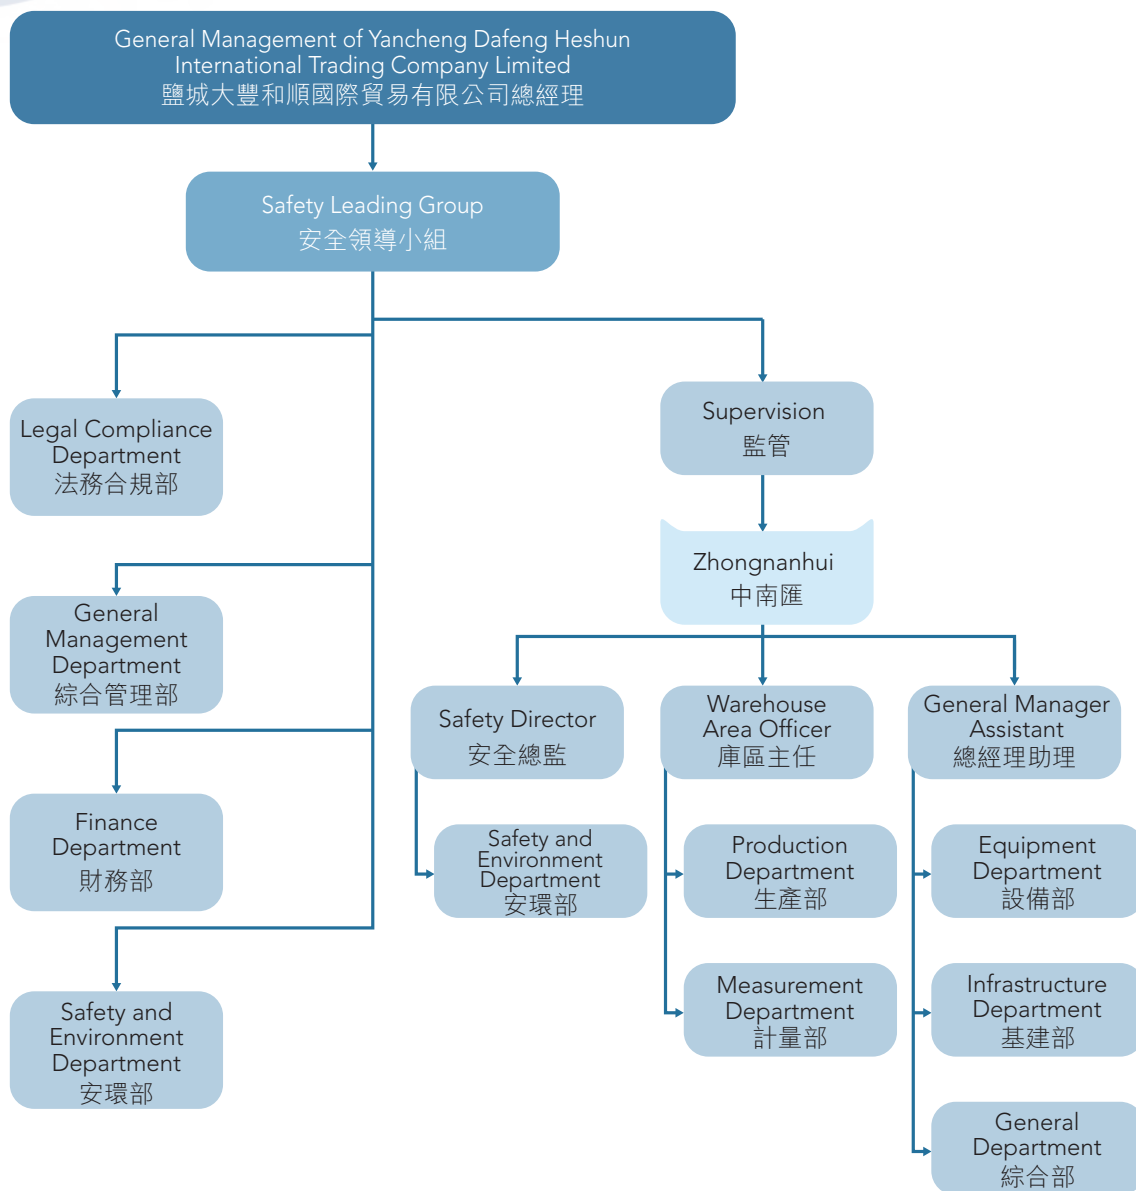 General Management of Yancheng Dafeng Heshun
International Trading Company Limited
鹽城大豐和順國際貿易有限公司總經理
Safety Leading Group
安全領導小組
Legal Compliance
Department
法務合規部
General
Management
Department
綜合管理部
Finance
Department
財務部
Safety and
Environment
Department
安環部
Supervision
監管
Zhongnanhui
中南匯
Safety Director
安全總監
Safety and
Environment
Department
安環部
Warehouse
Area Officer
庫區主任
Production
Department
生產部
Measurement
Department
計量部
General Manager
Assistant
總經理助理
Equipment
Department
設備部
Infrastructure
Department
基建部
General
Department
綜合部